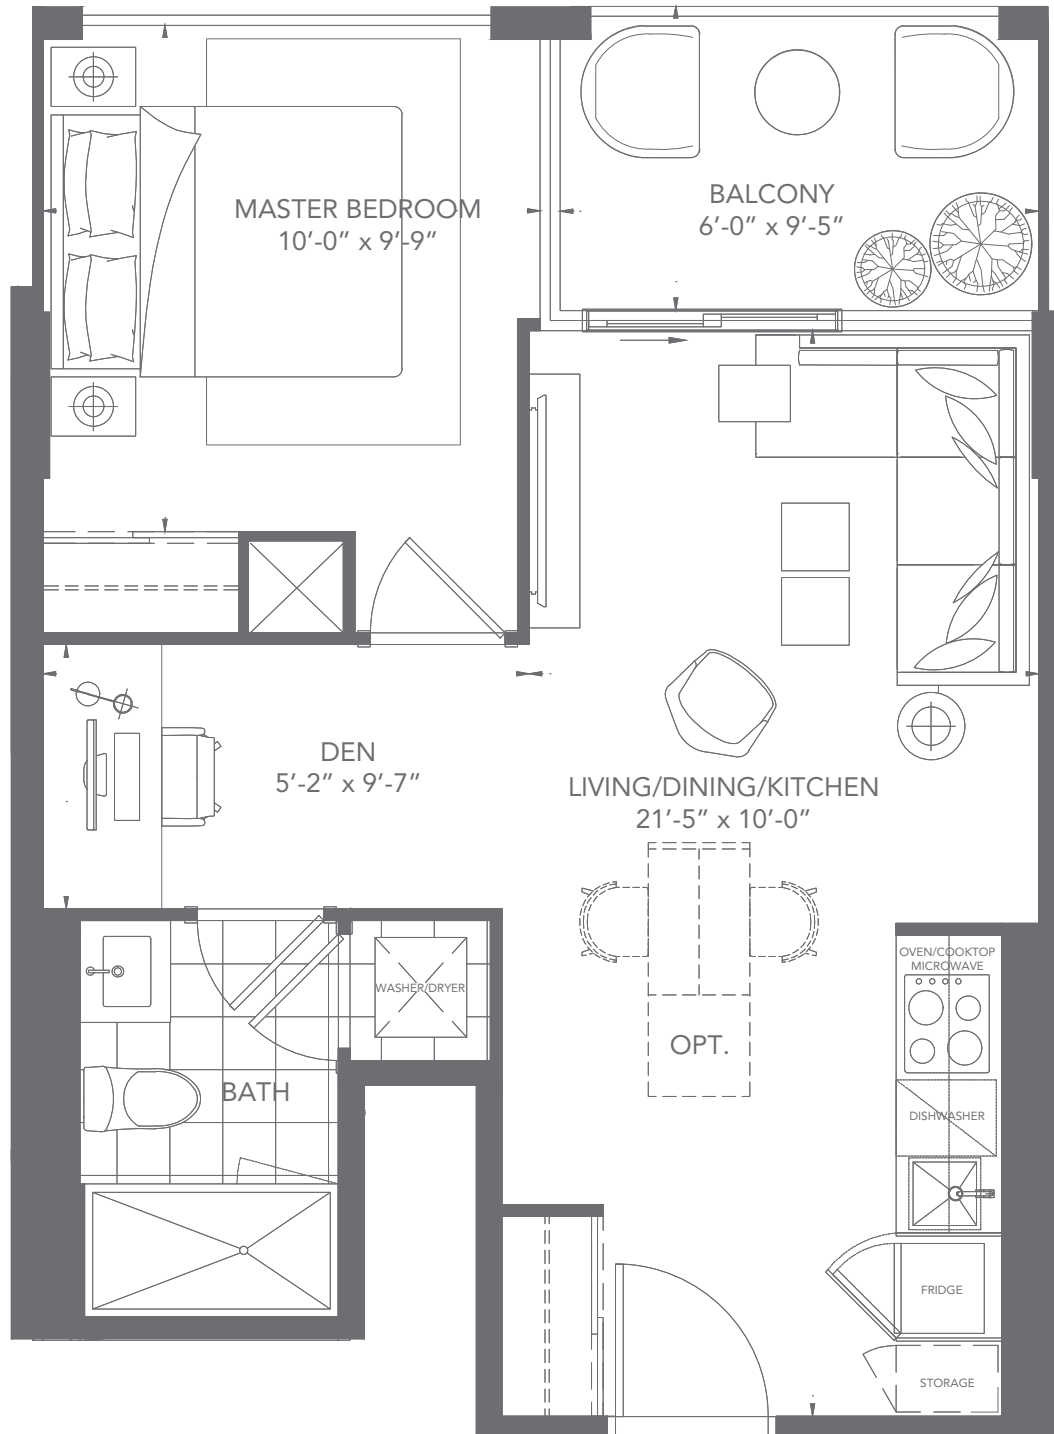 MASTER BEDROOM
10’-0” x 9’-9”
BALCONY
6’-0” x 9’-5”
DEN
5’-2” x 9’-7”
LIVING/DINING/KITCHEN
21’-5” x 10’-0”
OVEN/COOKTOP
MICROWAVE
WASHER/DRYER
OPT.
BATH
DISHWASHER
FRIDGE
STORAGE